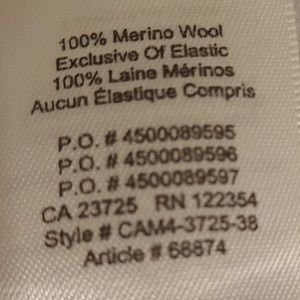 100% Merino Wool
Exclusive Of Elastic
100% Laine Mérinos
Aucun Élastique Compris
P.O. # 4500089595
P.O. # 4500089596
P.O. # 4500089597
CA 23725 RN 122354
Style # CAM4-3725-38
Article # 68874